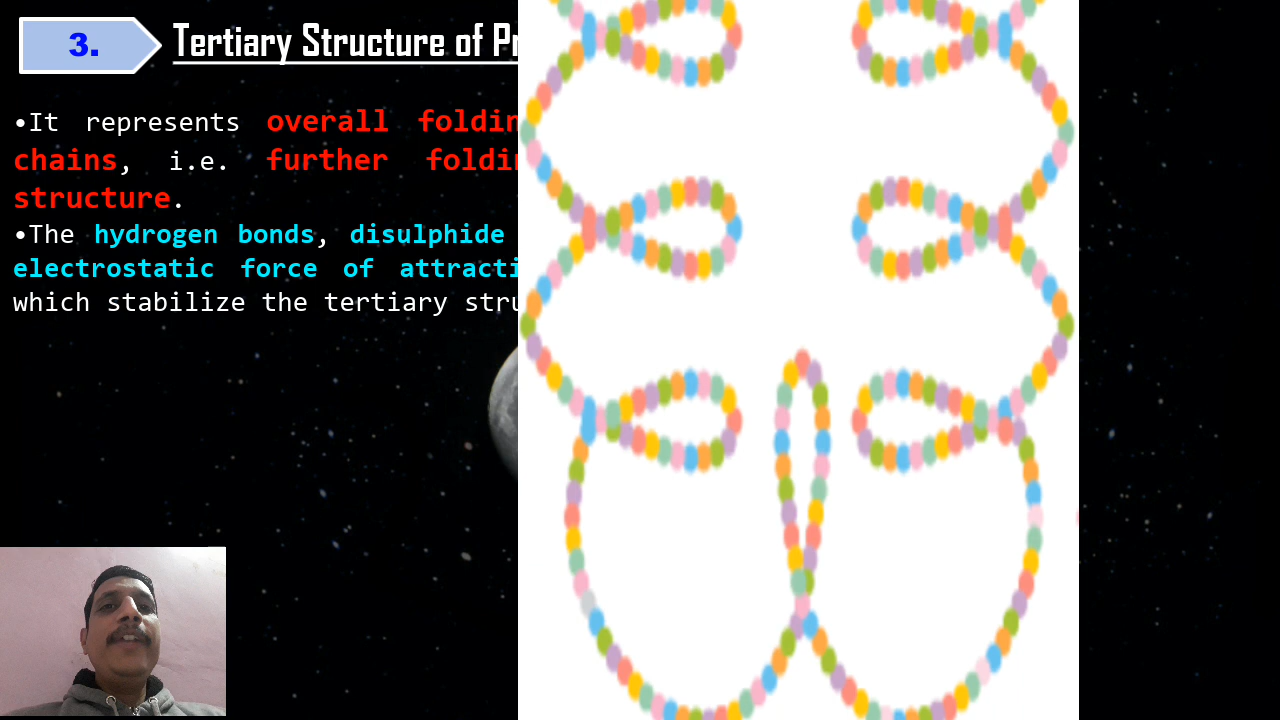 3.
Tertiary Structure of Pr
•It represents overall foldin
chains, i.e. further foldin
structure.
•The hydrogen bonds, disulphide
electrostatic force of attracti
which stabilize the tertiary stru